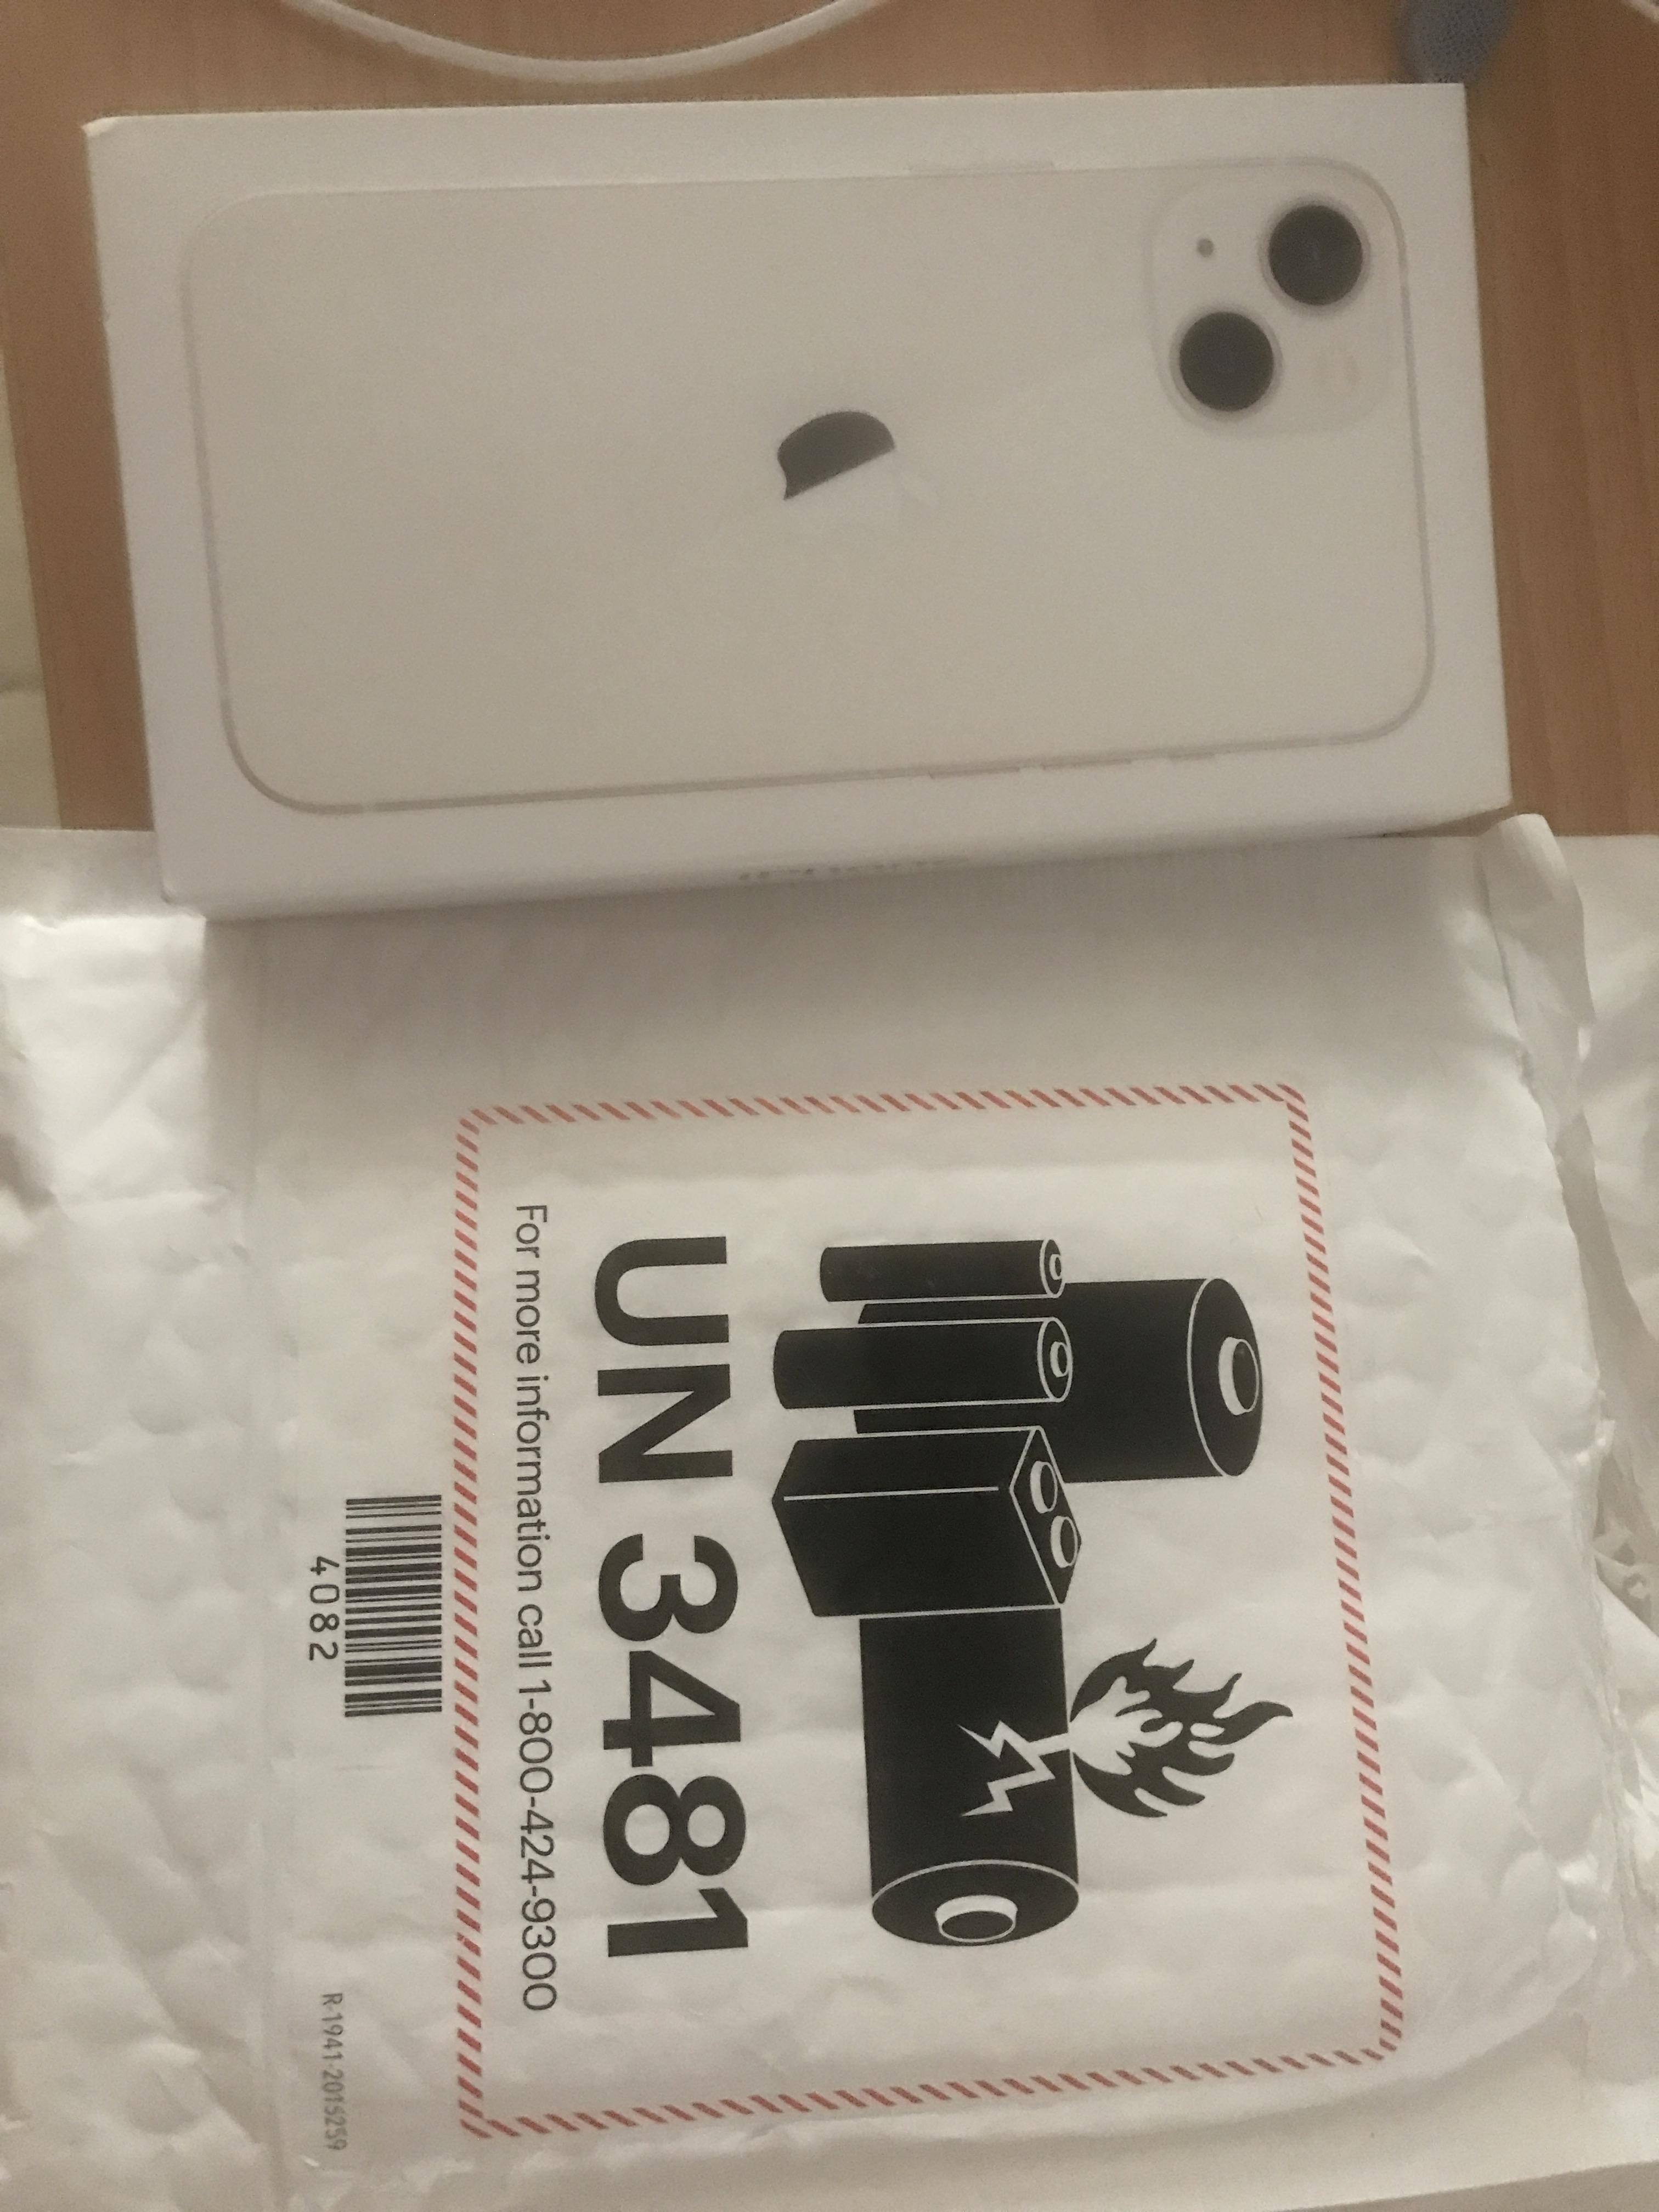 UN 3481
For more information call 1-800-424-9300
4082
R-1941-2015259